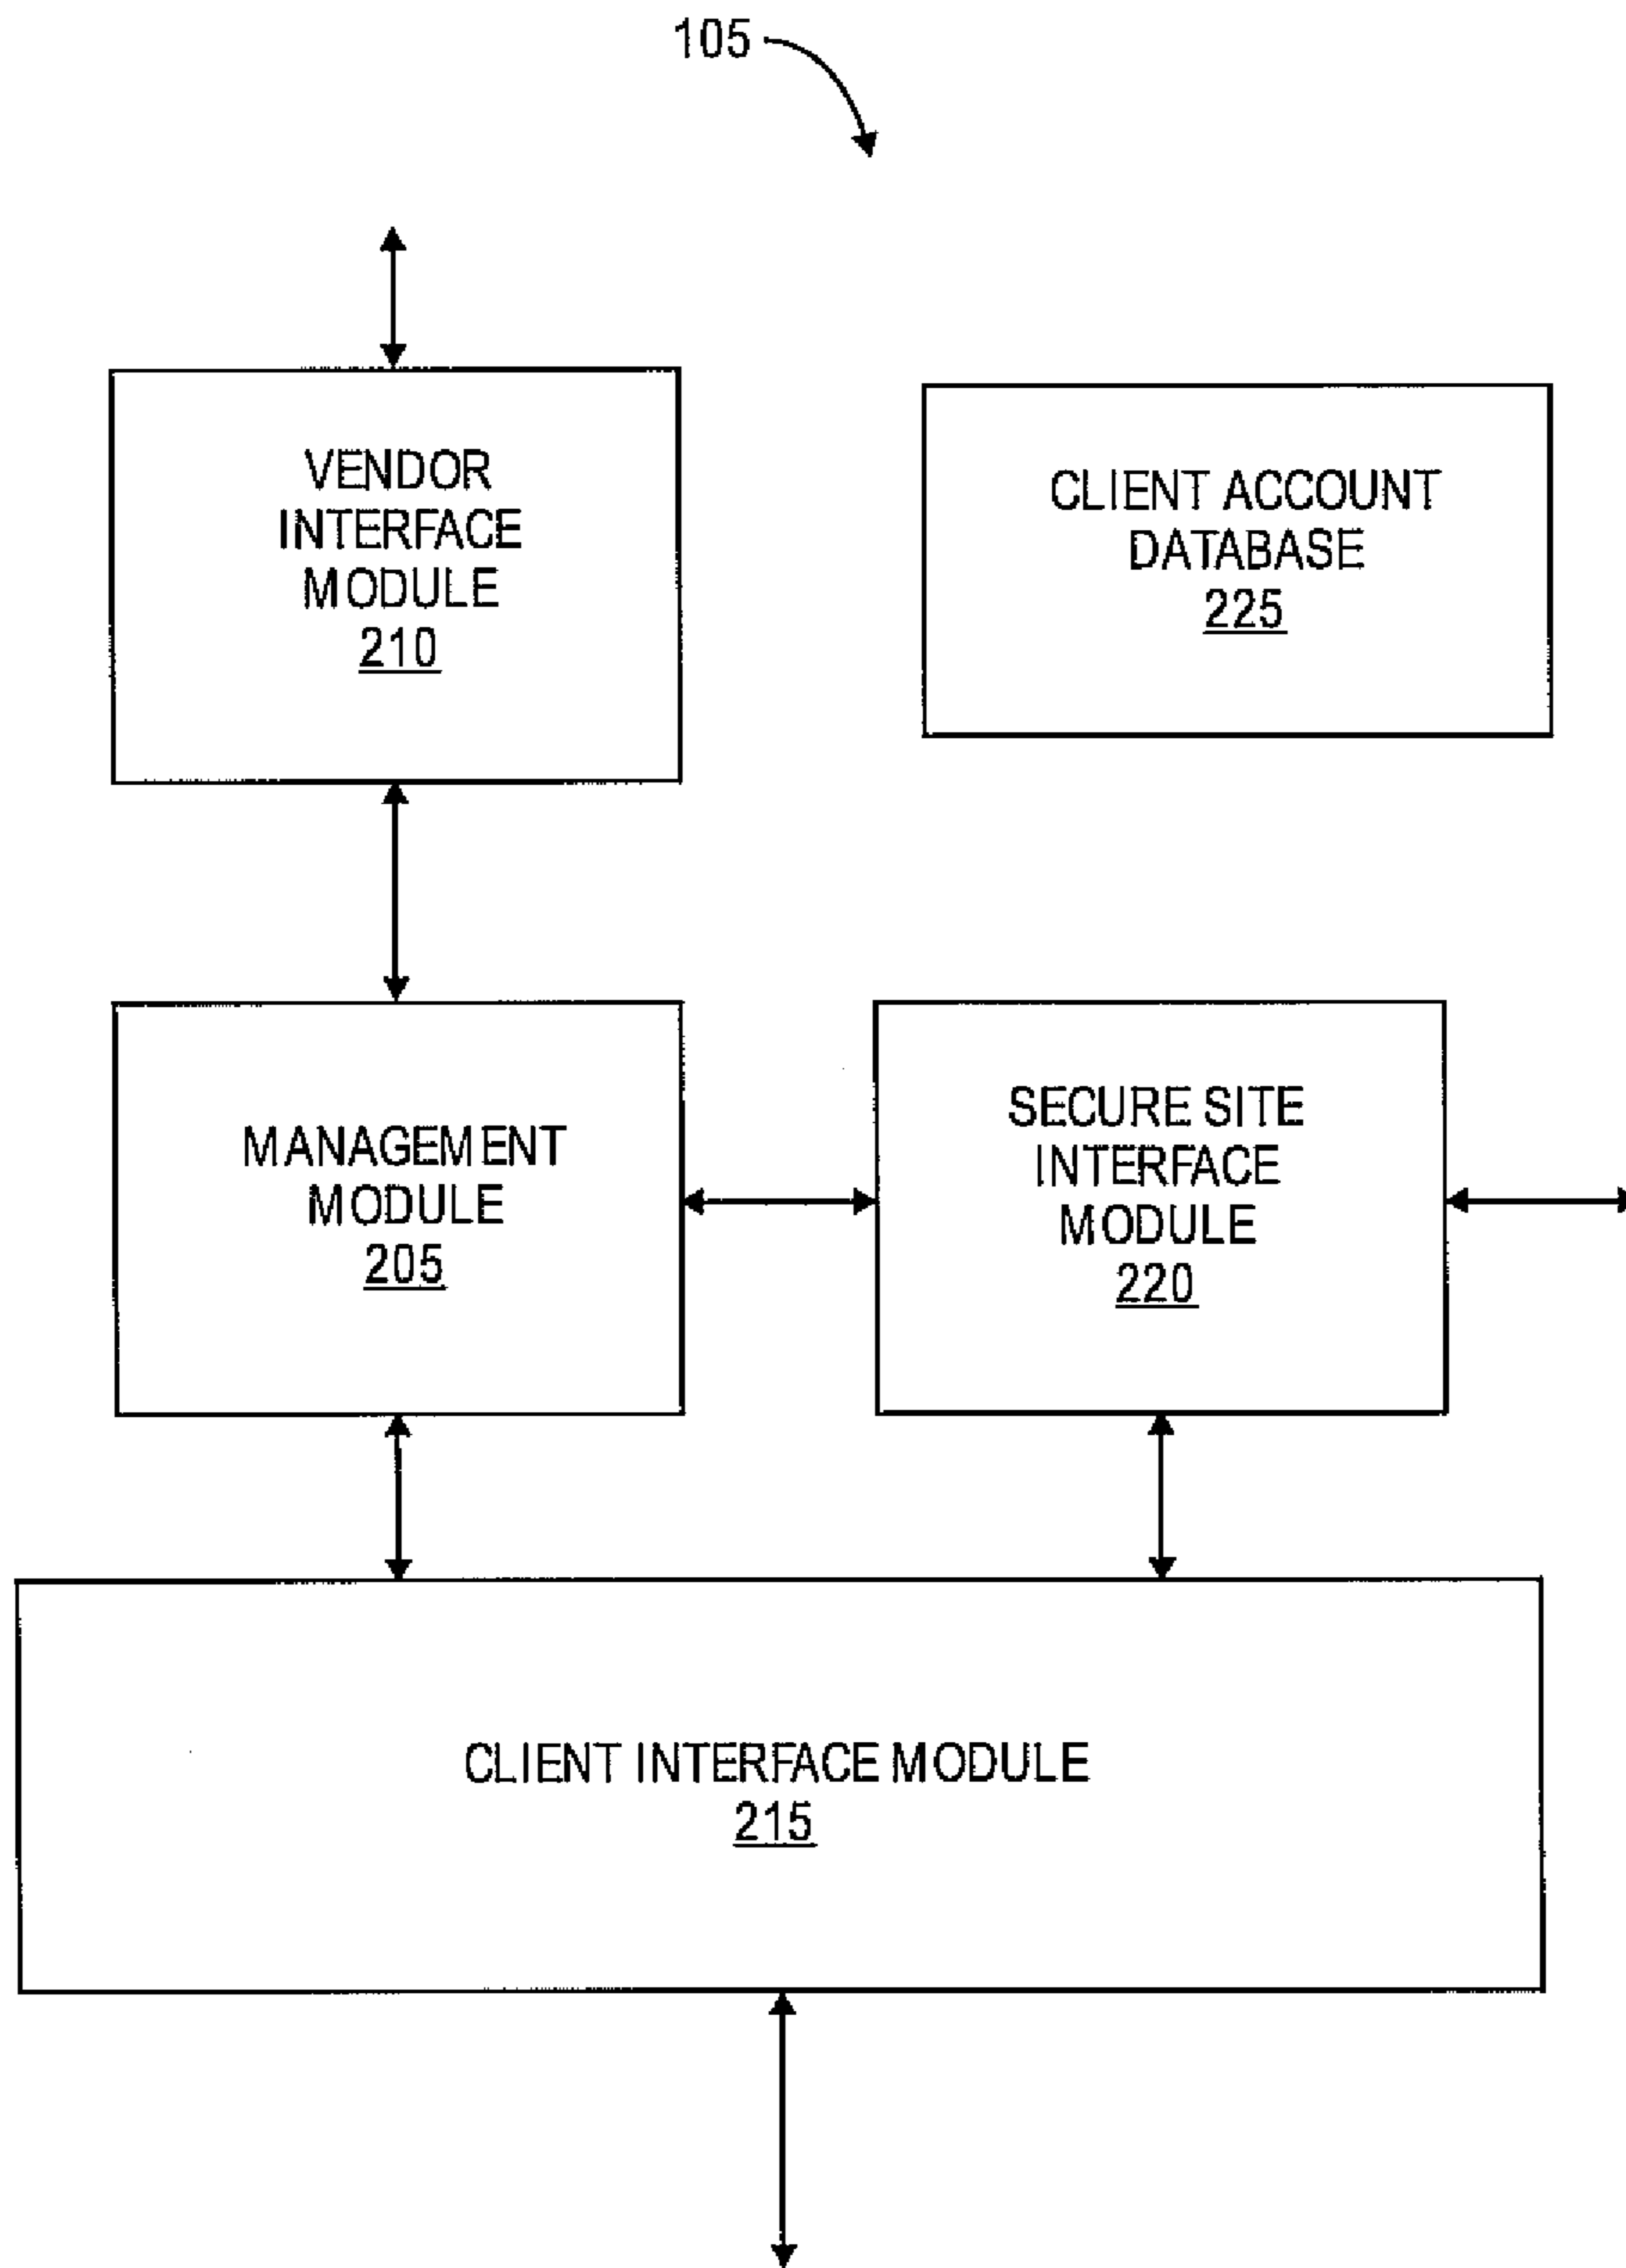 105
VENDOR
INTERFACE
MODULE
210
CLIENT ACCOUNT
DATABASE
225
MANAGEMENT
MODULE
205
SECURE SITE
INTERFACE
MODULE
220
CLIENT INTERFACE MODULE
215